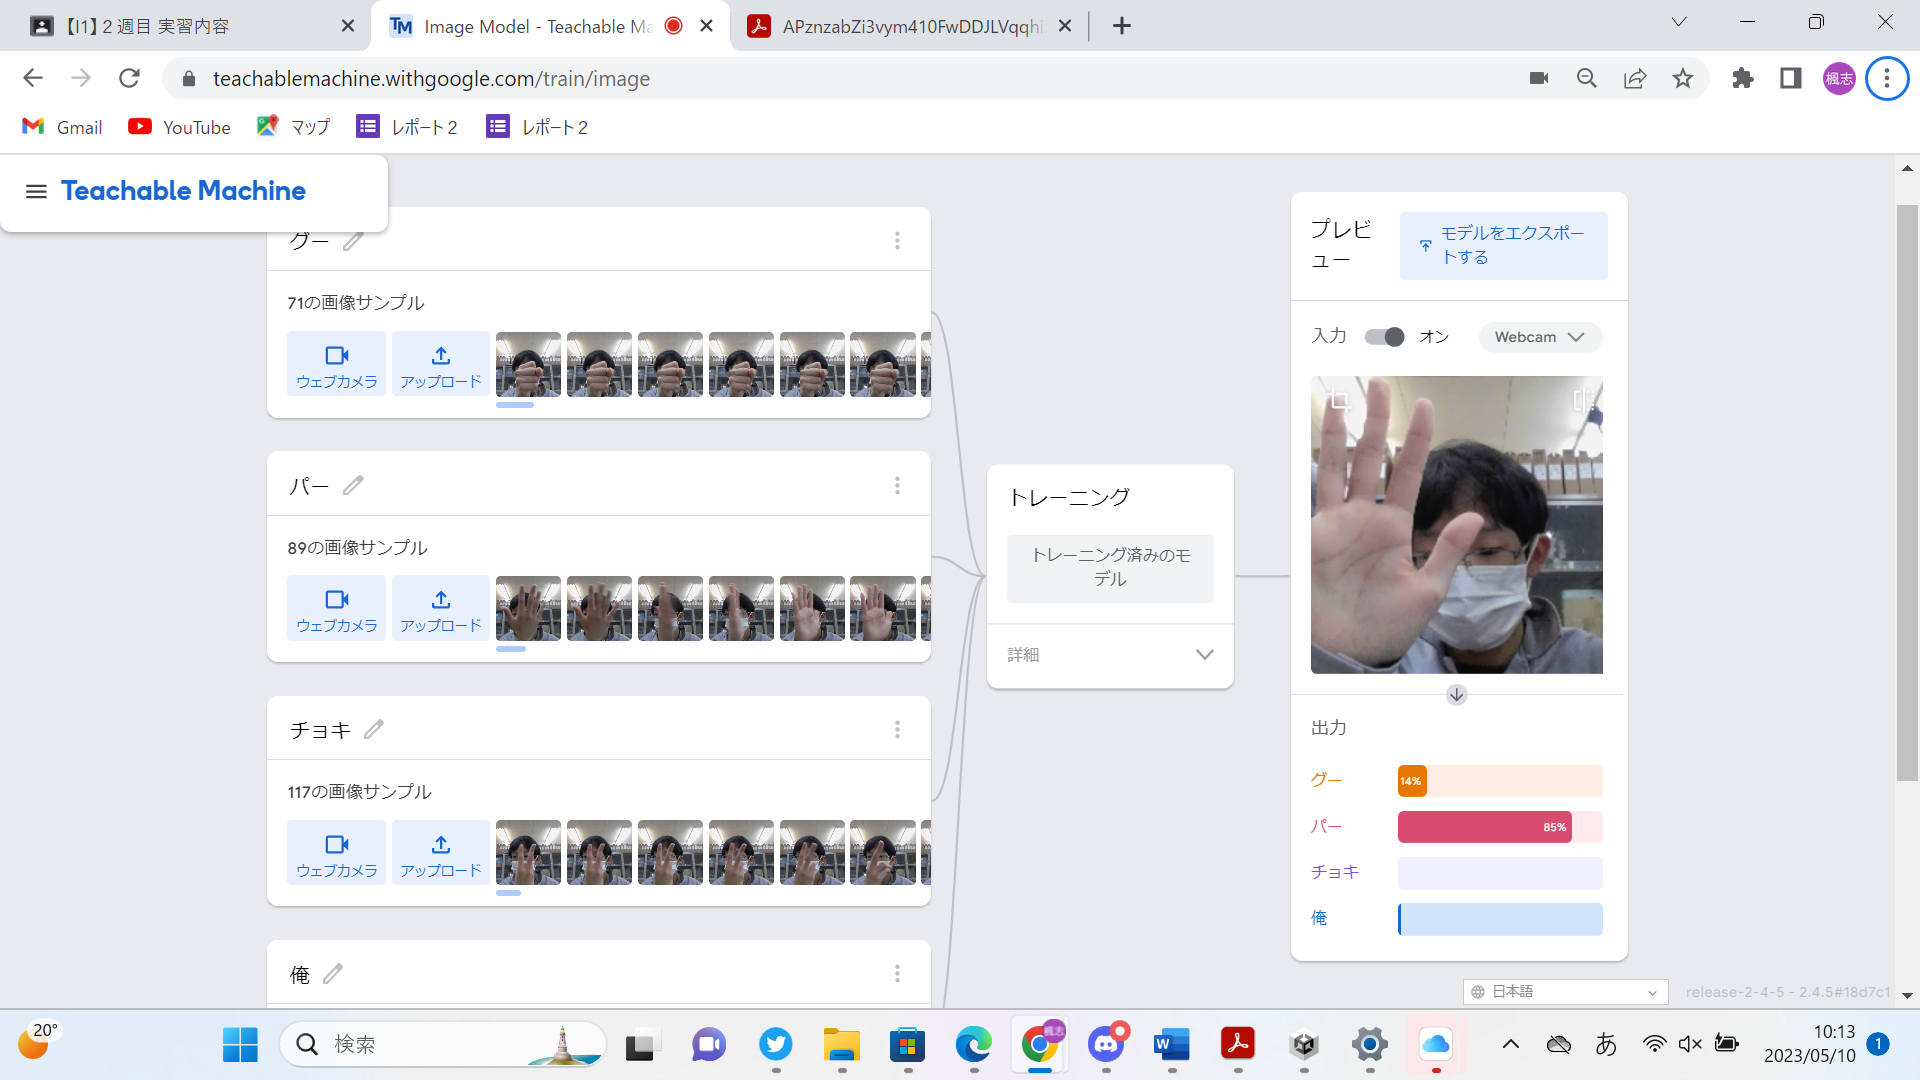 【I1】２週目 実習内容
Image Model - Teachable Ma
APznzabZi3vym410FwDDJLVqqhi
teachablemachine.withgoogle.com/train/image
楓志
Gmail
YouTube
マップ
レポート２
レポート２
Teachable Machine
グー
71の画像サンプル
ウェブカメラ
アップロード
パー
89の画像サンプル
ウェブカメラ
アップロード
チョキ
117の画像サンプル
ウェブカメラ
アップロード
俺
トレーニング
トレーニング済みのモ
デル
詳細
プレビ
ュー
モデルをエクスポー
トする
入力
オン
Webcam
出力
グー
14%
パー
85%
チョキ
俺
日本語
release-2-4-5 - 2.4.5#18d7c1
20°
検索
楓志
あ
10:13
2023/05/10
1